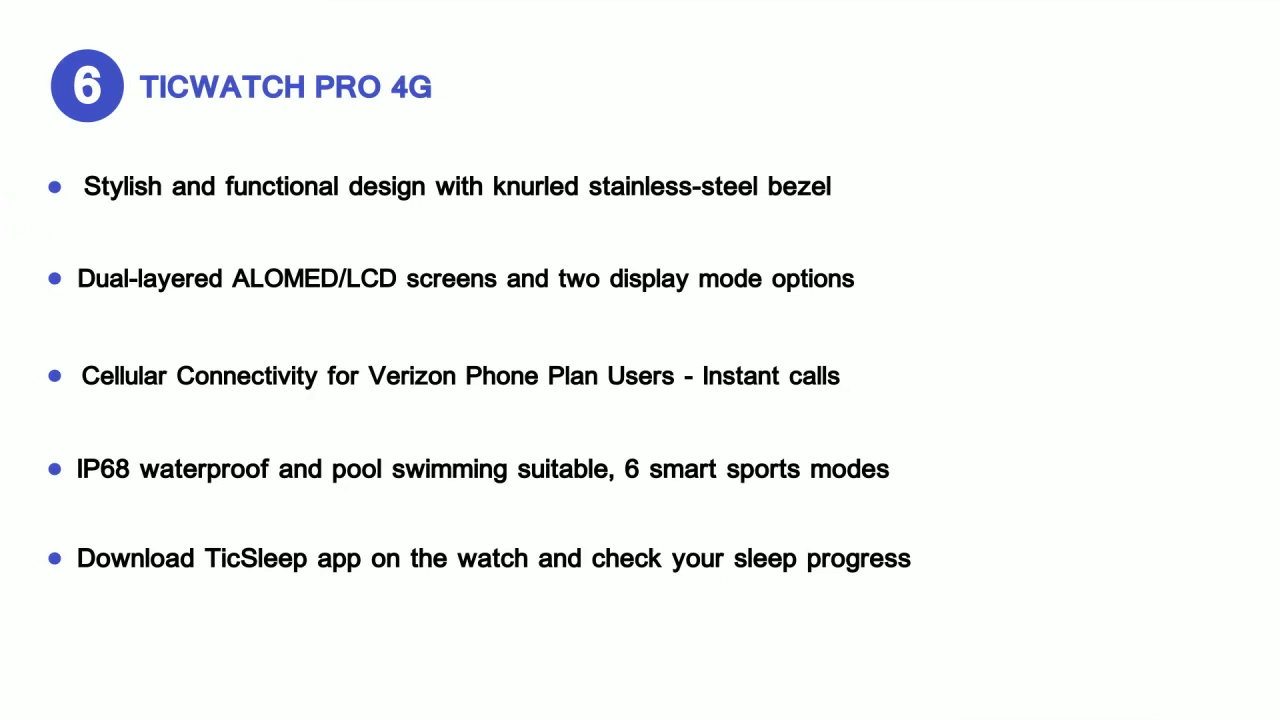 6 TICWATCH PRO 4G
Stylish and functional design with knurled stainless-steel bezel
Dual-layered ALOMED/LCD screens and two display mode options
Cellular Connectivity for Verizon Phone Plan Users - Instant calls
IP68 waterproof and pool swimming suitable, 6 smart sports modes
Download TicSleep app on the watch and check your sleep progress